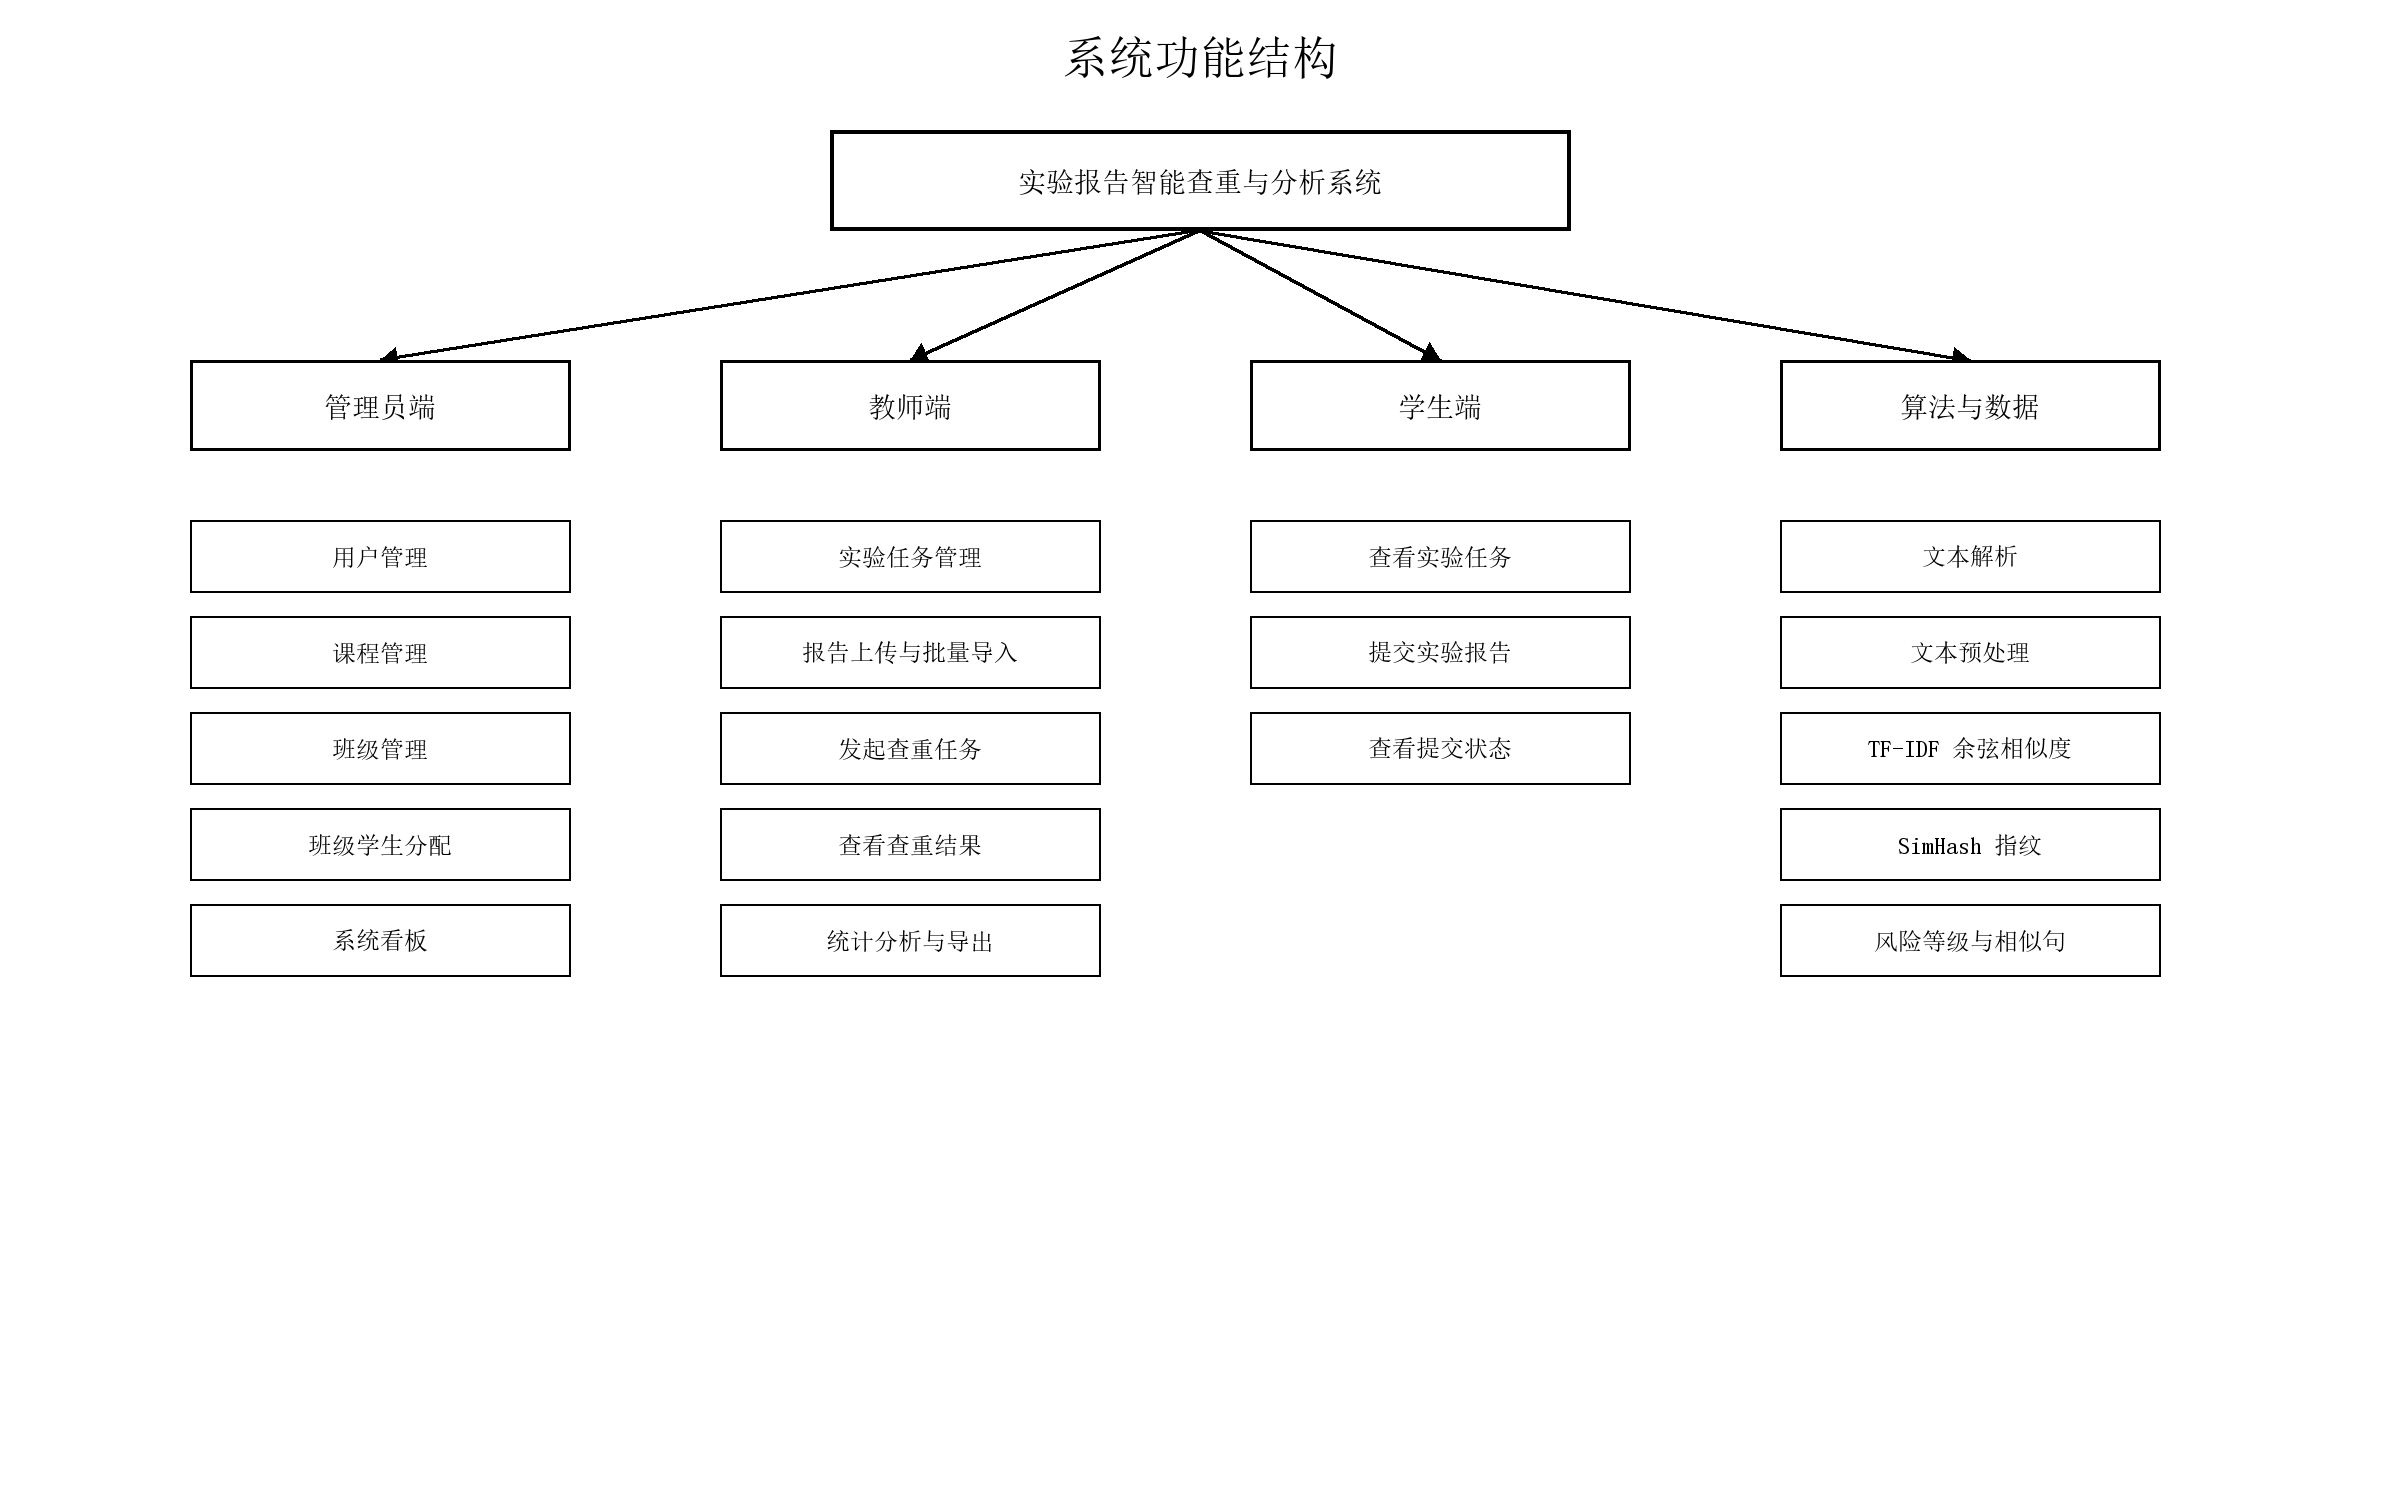 系统功能结构
实验报告智能查重与分析系统
管理员端
教师端
学生端
算法与数据
用户管理
实验任务管理
查看实验任务
文本解析
课程管理
报告上传与批量导入
提交实验报告
文本预处理
班级管理
发起查重任务
查看提交状态
TF-IDF 余弦相似度
班级学生分配
查看查重结果
SimHash 指纹
系统看板
统计分析与导出
风险等级与相似句